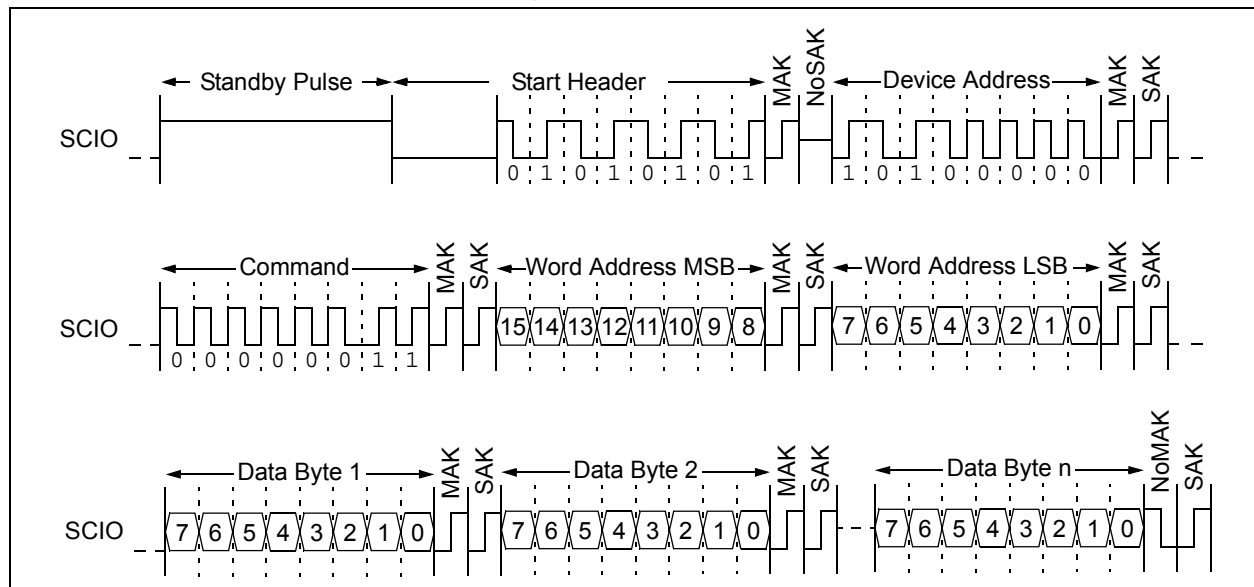 Standby Pulse Start Header MAK NoSAK Device Address MAK SAK
SCIO
0 1 0 1 0 1 0 1 1 0 1 0 0 0 0 0
Command MAK SAK Word Address MSB MAK SAK Word Address LSB MAK SAK
SCIO 15 14 13 12 11 10 9 8 7 6 5 4 3 2 1 0
0 0 0 0 0 0 1 1
Data Byte 1 MAK SAK Data Byte 2 MAK SAK Data Byte n NoMAK SAK
SCIO 7 6 5 4 3 2 1 0 7 6 5 4 3 2 1 0 7 6 5 4 3 2 1 0